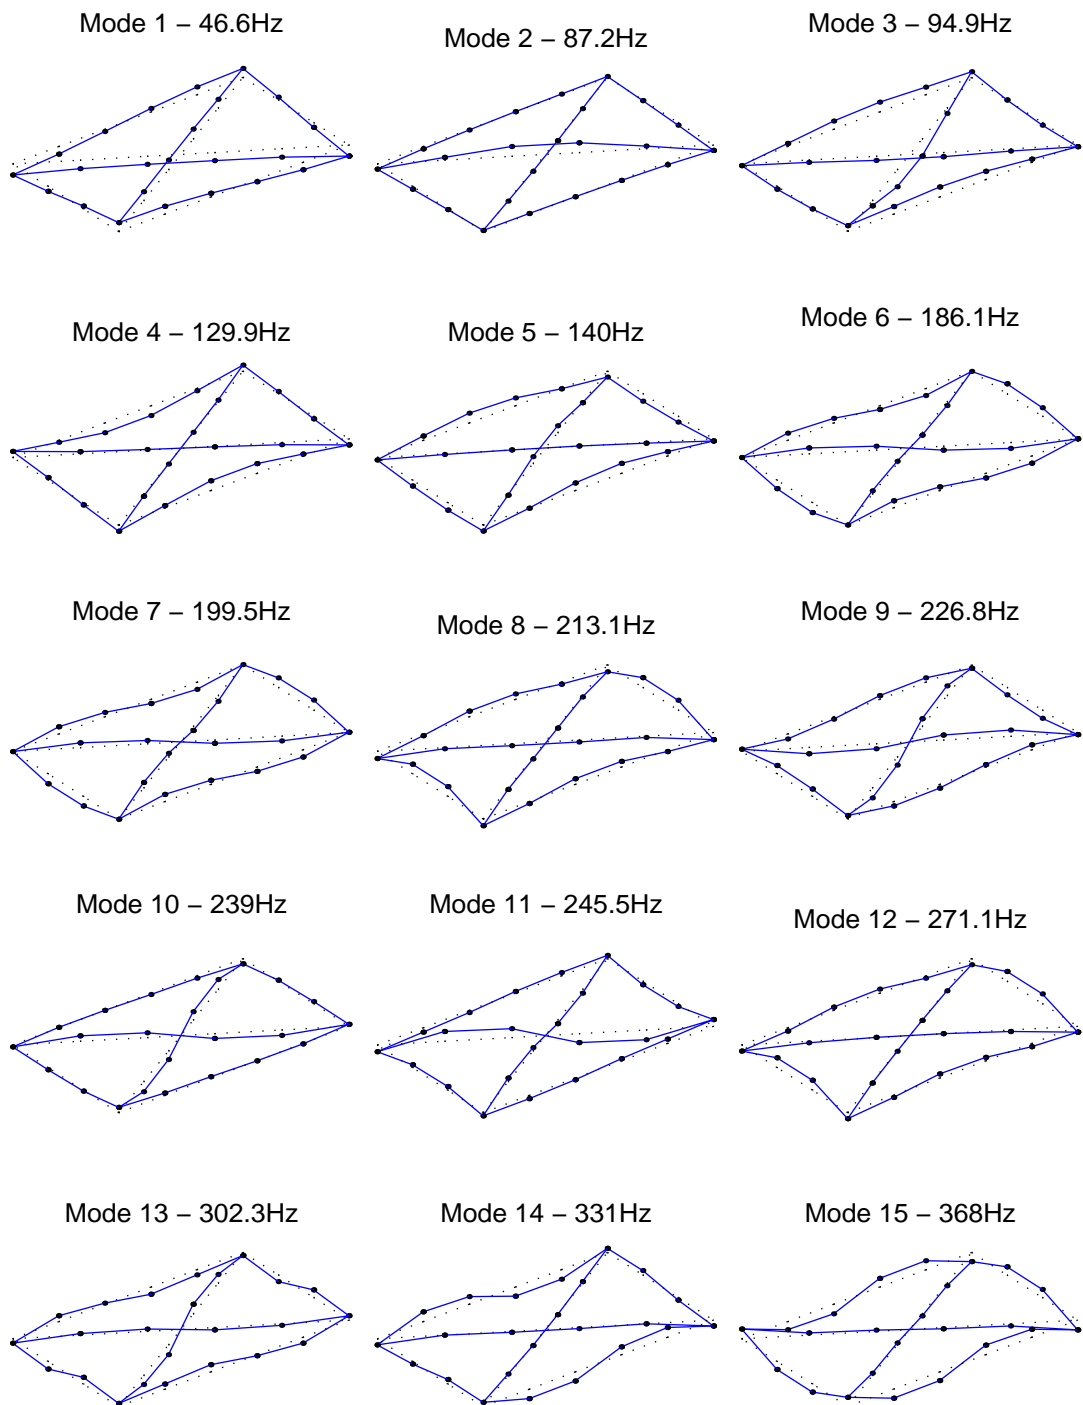 Mode 1 – 46.6Hz
Mode 2 – 87.2Hz
Mode 3 – 94.9Hz
Mode 4 – 129.9Hz
Mode 5 – 140Hz
Mode 6 – 186.1Hz
Mode 7 – 199.5Hz
Mode 8 – 213.1Hz
Mode 9 – 226.8Hz
Mode 10 – 239Hz
Mode 11 – 245.5Hz
Mode 12 – 271.1Hz
Mode 13 – 302.3Hz
Mode 14 – 331Hz
Mode 15 – 368Hz